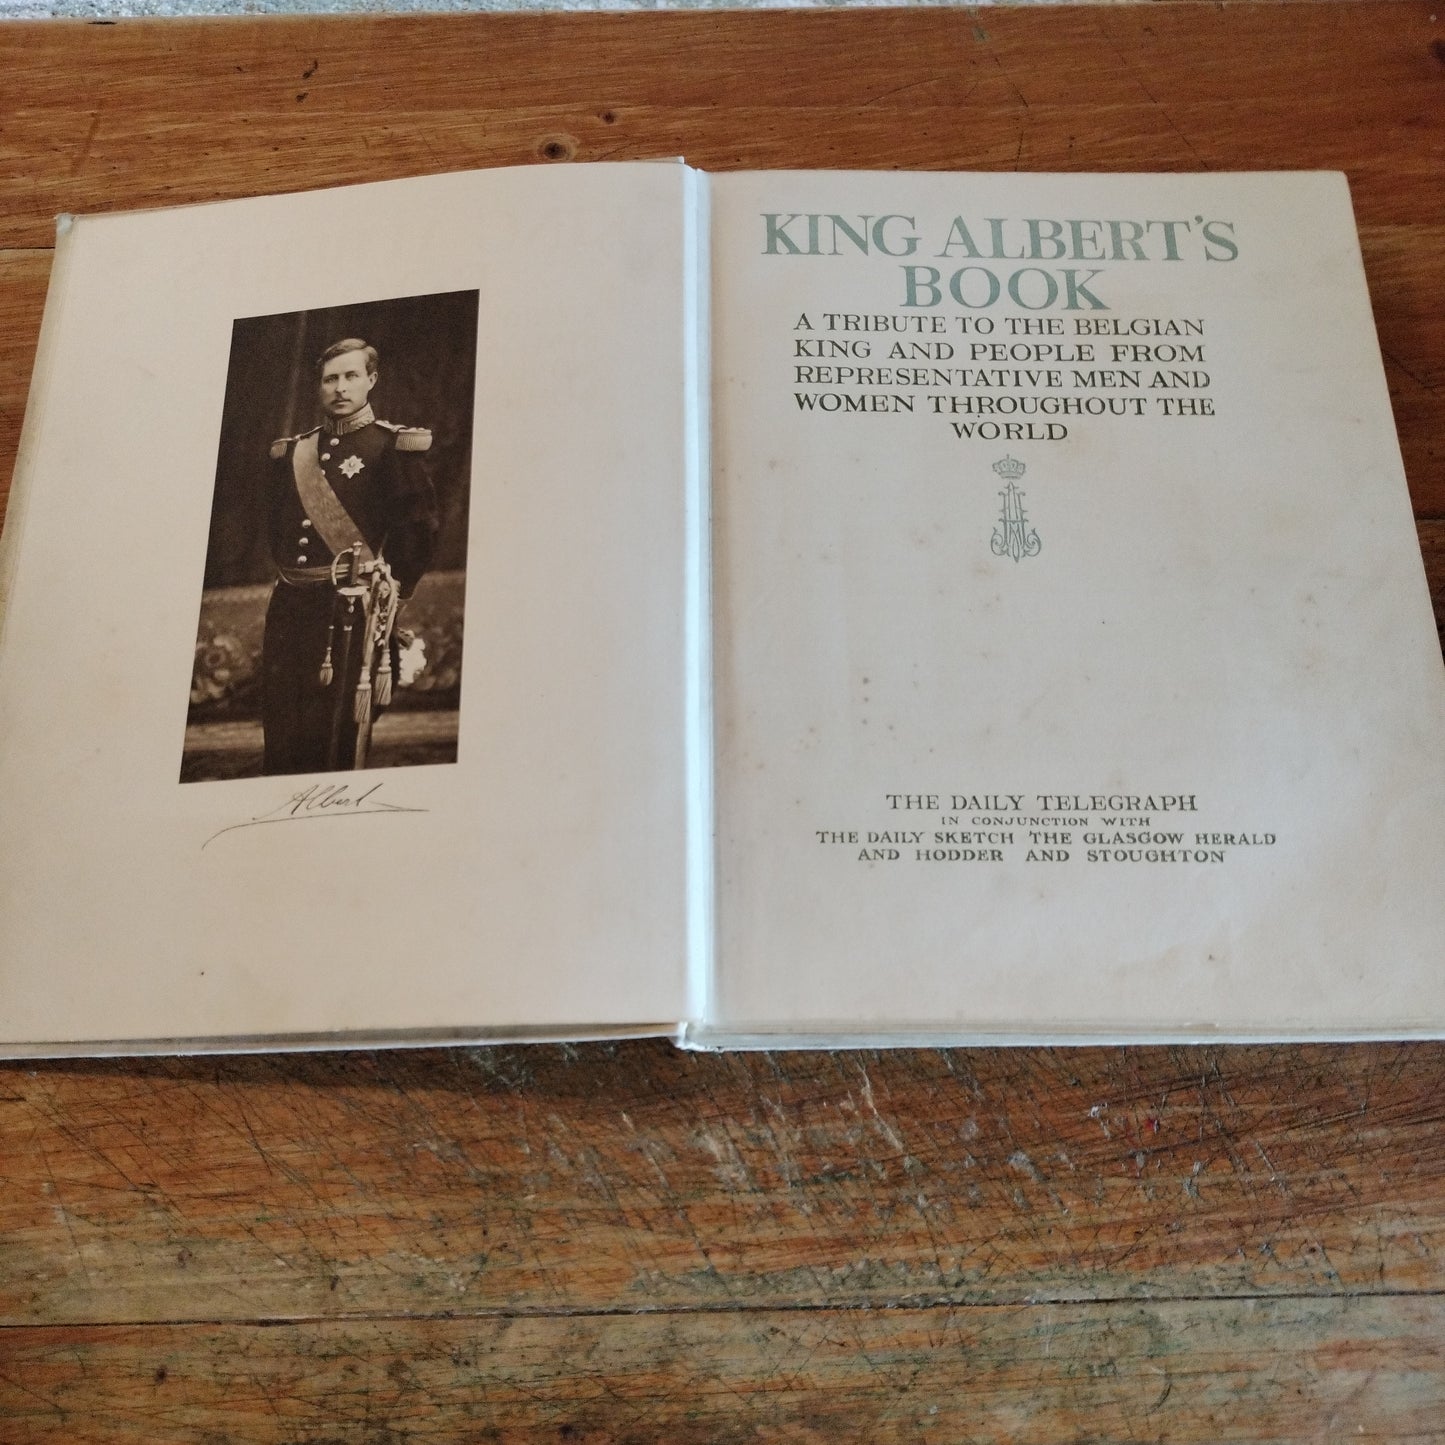 Albert
KING ALBERT'S
BOOK
A TRIBUTE TO THE BELGIAN
KING AND PEOPLE FROM
REPRESENTATIVE MEN AND
WOMEN THROUGHOUT THE
WORLD
THE DAILY TELEGRAPH
IN CONJUNCTION WITH
THE DAILY SKETCH THE GLASGOW HERALD
AND HODDER AND STOUGHTON